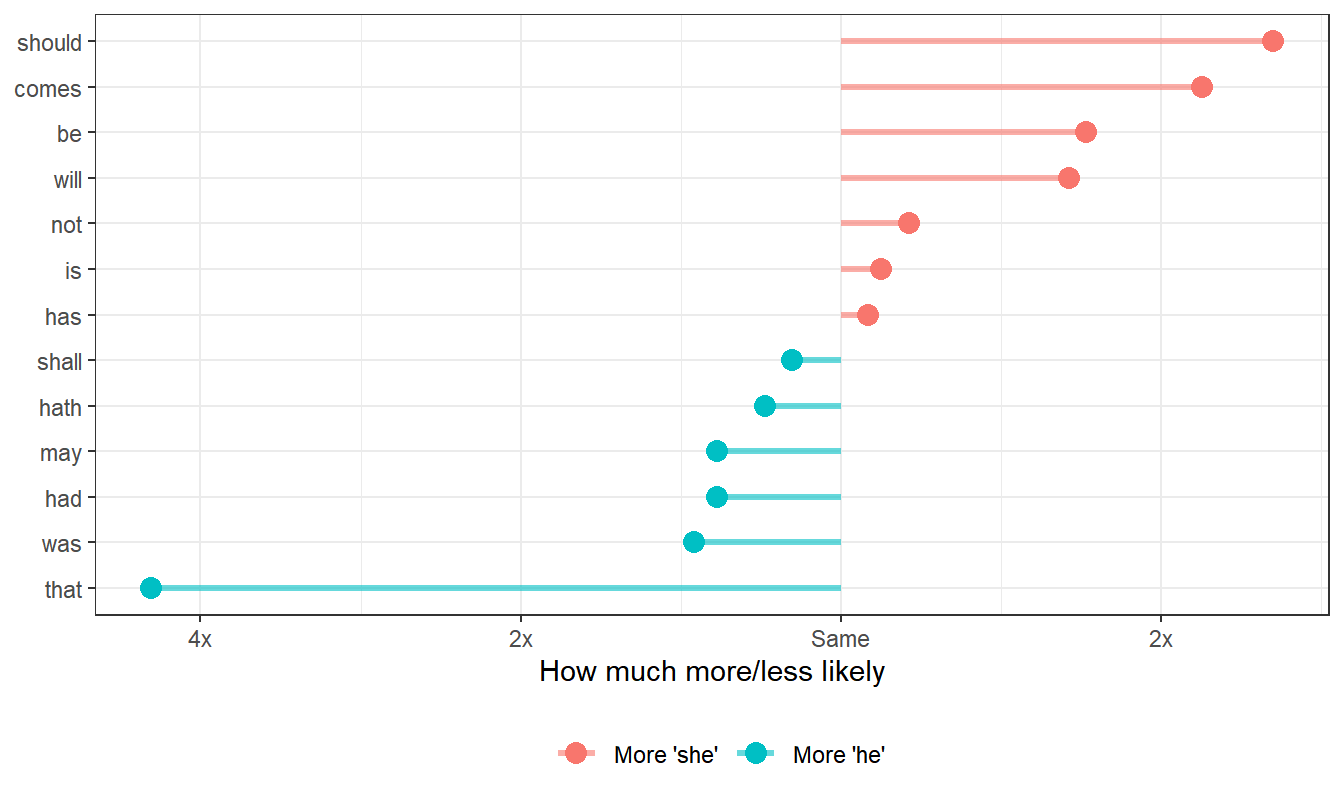 should
comes
be
will
not
is
has
shall
hath
may
had
was
that
4x 2x Same 2x
How much more/less likely
More 'she' More 'he'